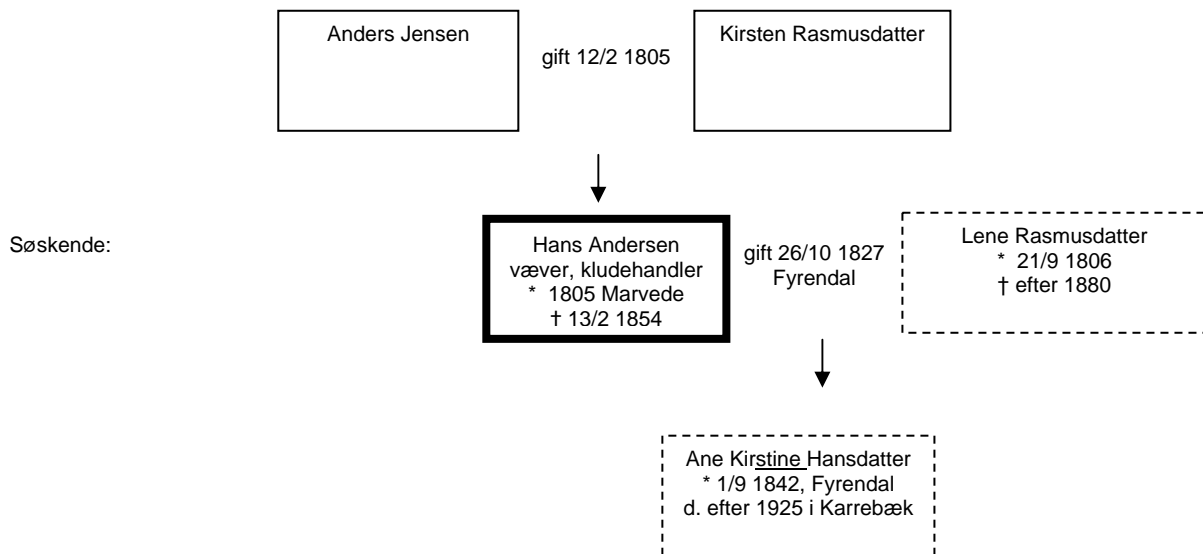 Anders Jensen
gift 12/2 1805
Kirsten Rasmusdatter
Søskende:
Hans Andersen
væver, kludehandler
* 1805 Marvede
† 13/2 1854
gift 26/10 1827
Fyrendal
Lene Rasmusdatter
* 21/9 1806
† efter 1880
Ane Kirstine Hansdatter
* 1/9 1842, Fyrendal
d. efter 1925 i Karrebæk